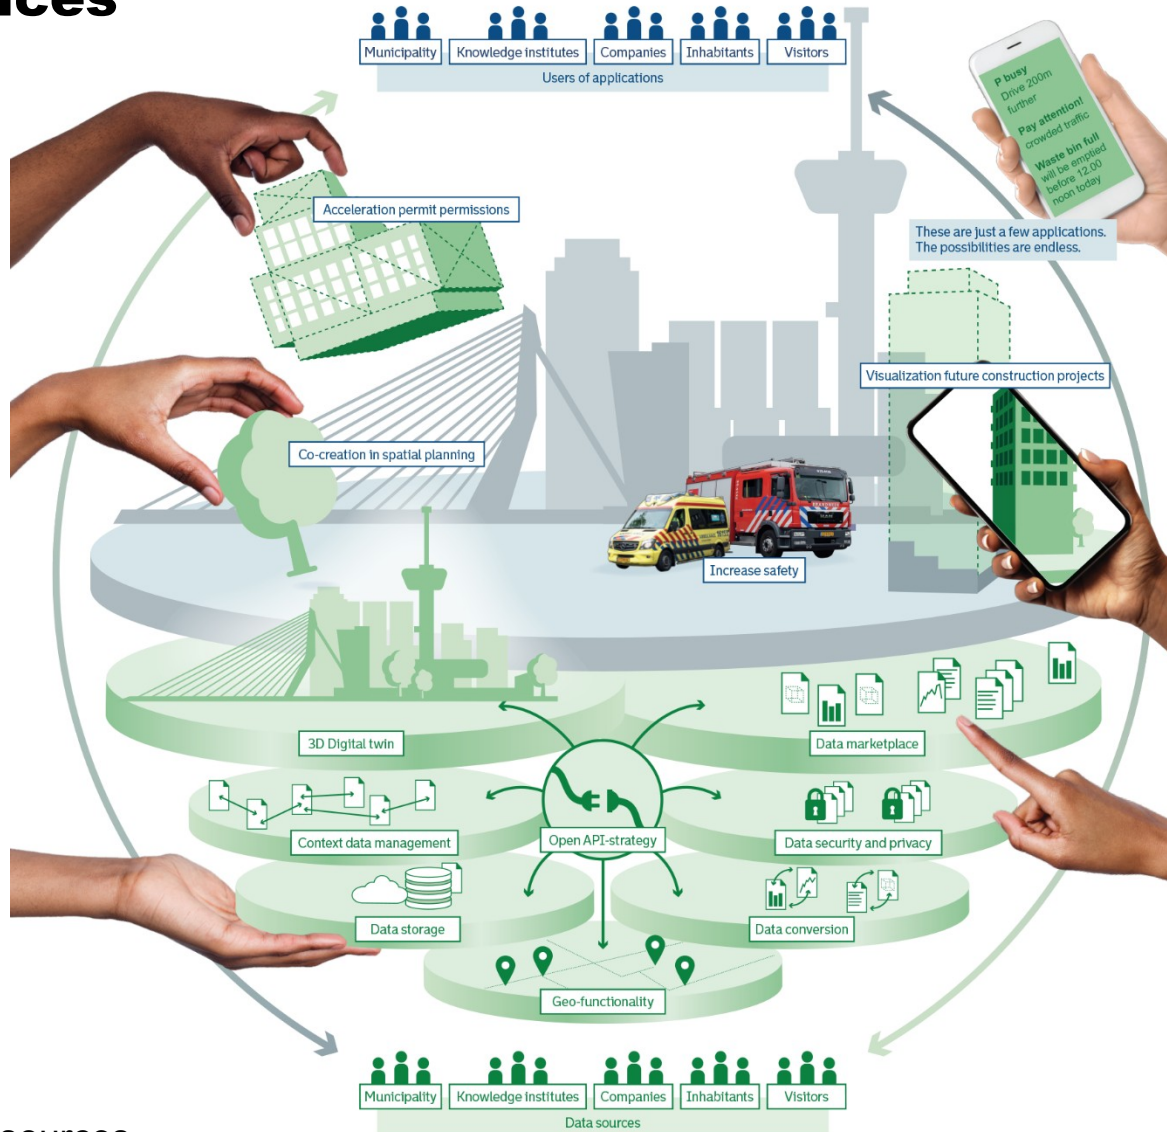 Municipality
Knowledge institutes
Companies
Inhabitants
Visitors
Users of applications
P busy
Drive 200m
further
Pay attention!
crowded traffic
Waste bin full
will be emptied
before 12.00
noon today
Acceleration permit permissions
These are just a few applications.
The possibilities are endless.
Visualization future construction projects
Co-creation in spatial planning
Increase safety
3D Digital twin
Data marketplace
Context data management
Open API-strategy
Data security and privacy
Data storage
Data conversion
Geo-functionality
Municipality
Knowledge institutes
Companies
Inhabitants
Visitors
Data sources